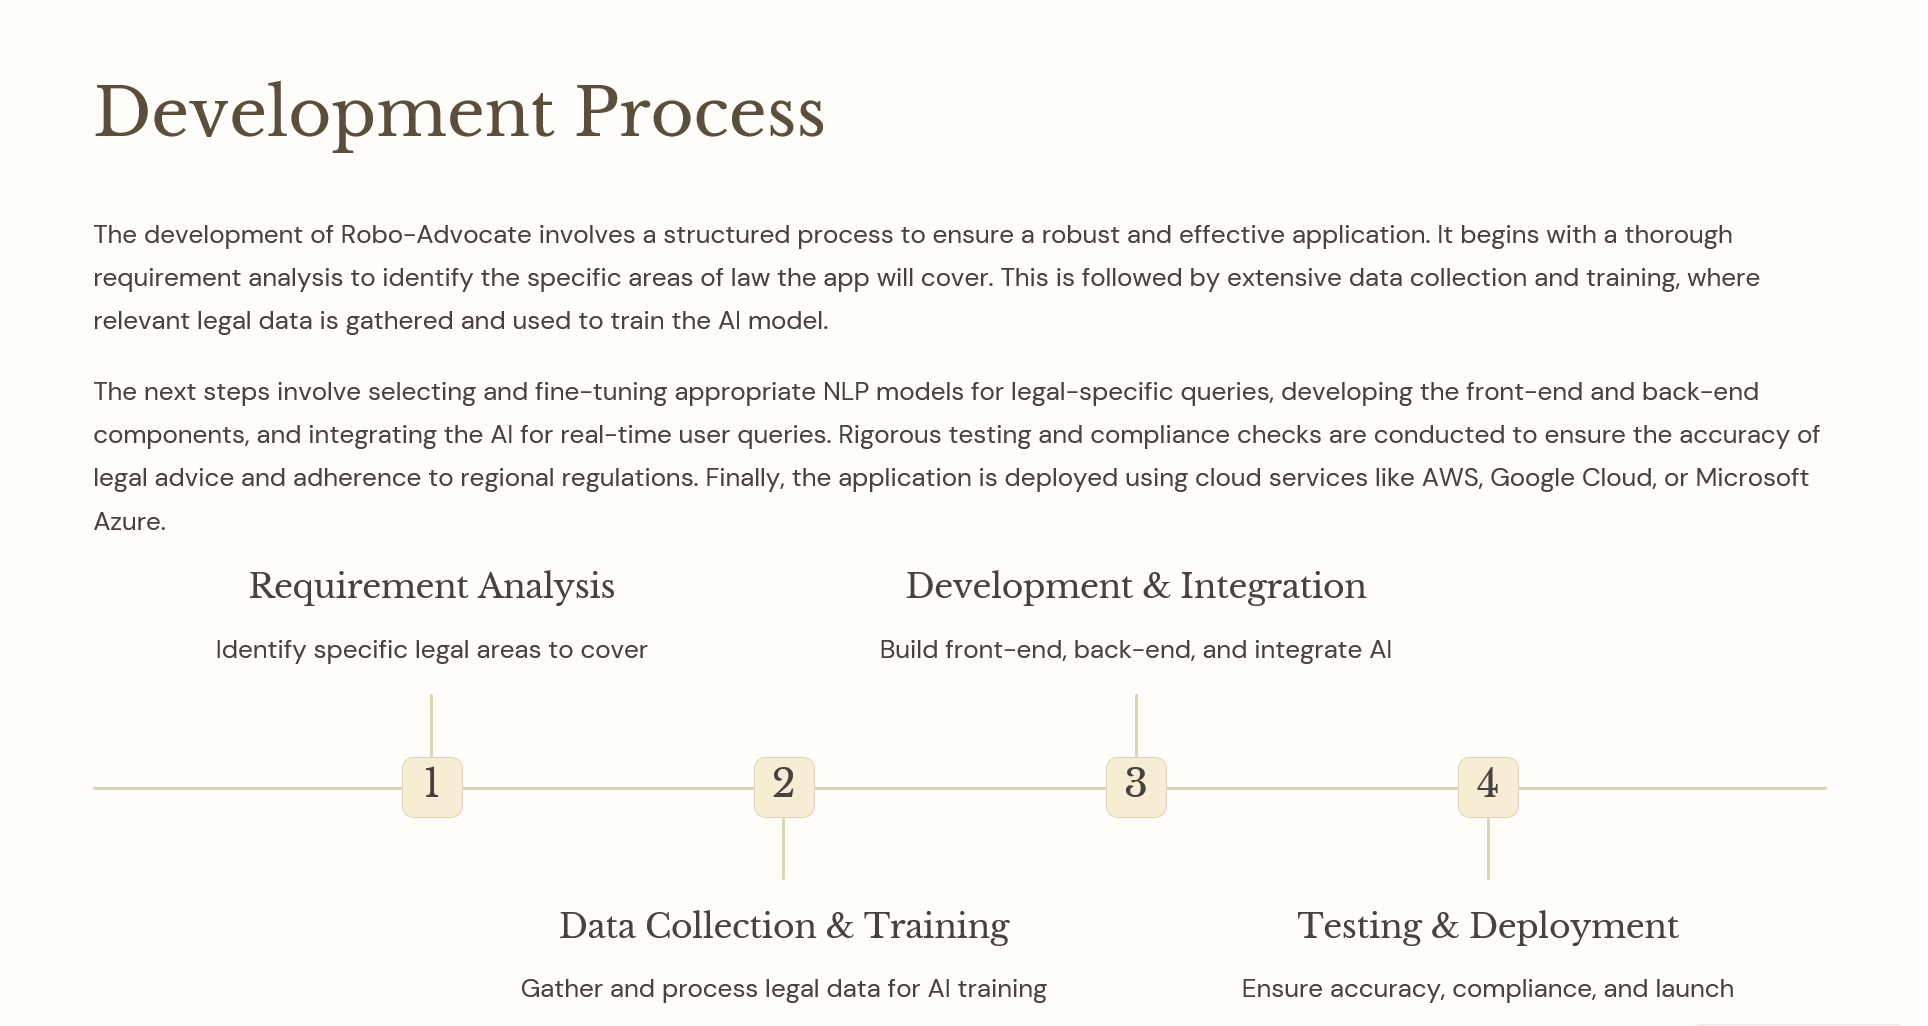 Development Process
The development of Robo-Advocate involves a structured process to ensure a robust and effective application. It begins with a thorough
requirement analysis to identify the specific areas of law the app will cover. This is followed by extensive data collection and training, where
relevant legal data is gathered and used to train the AI model.
The next steps involve selecting and fine-tuning appropriate NLP models for legal-specific queries, developing the front-end and back-end
components, and integrating the AI for real-time user queries. Rigorous testing and compliance checks are conducted to ensure the accuracy of
legal advice and adherence to regional regulations. Finally, the application is deployed using cloud services like AWS, Google Cloud, or Microsoft
Azure.
Requirement Analysis
Identify specific legal areas to cover
Development & Integration
Build front-end, back-end, and integrate AI
1
2
3
4
Data Collection & Training
Gather and process legal data for AI training
Testing & Deployment
Ensure accuracy, compliance, and launch